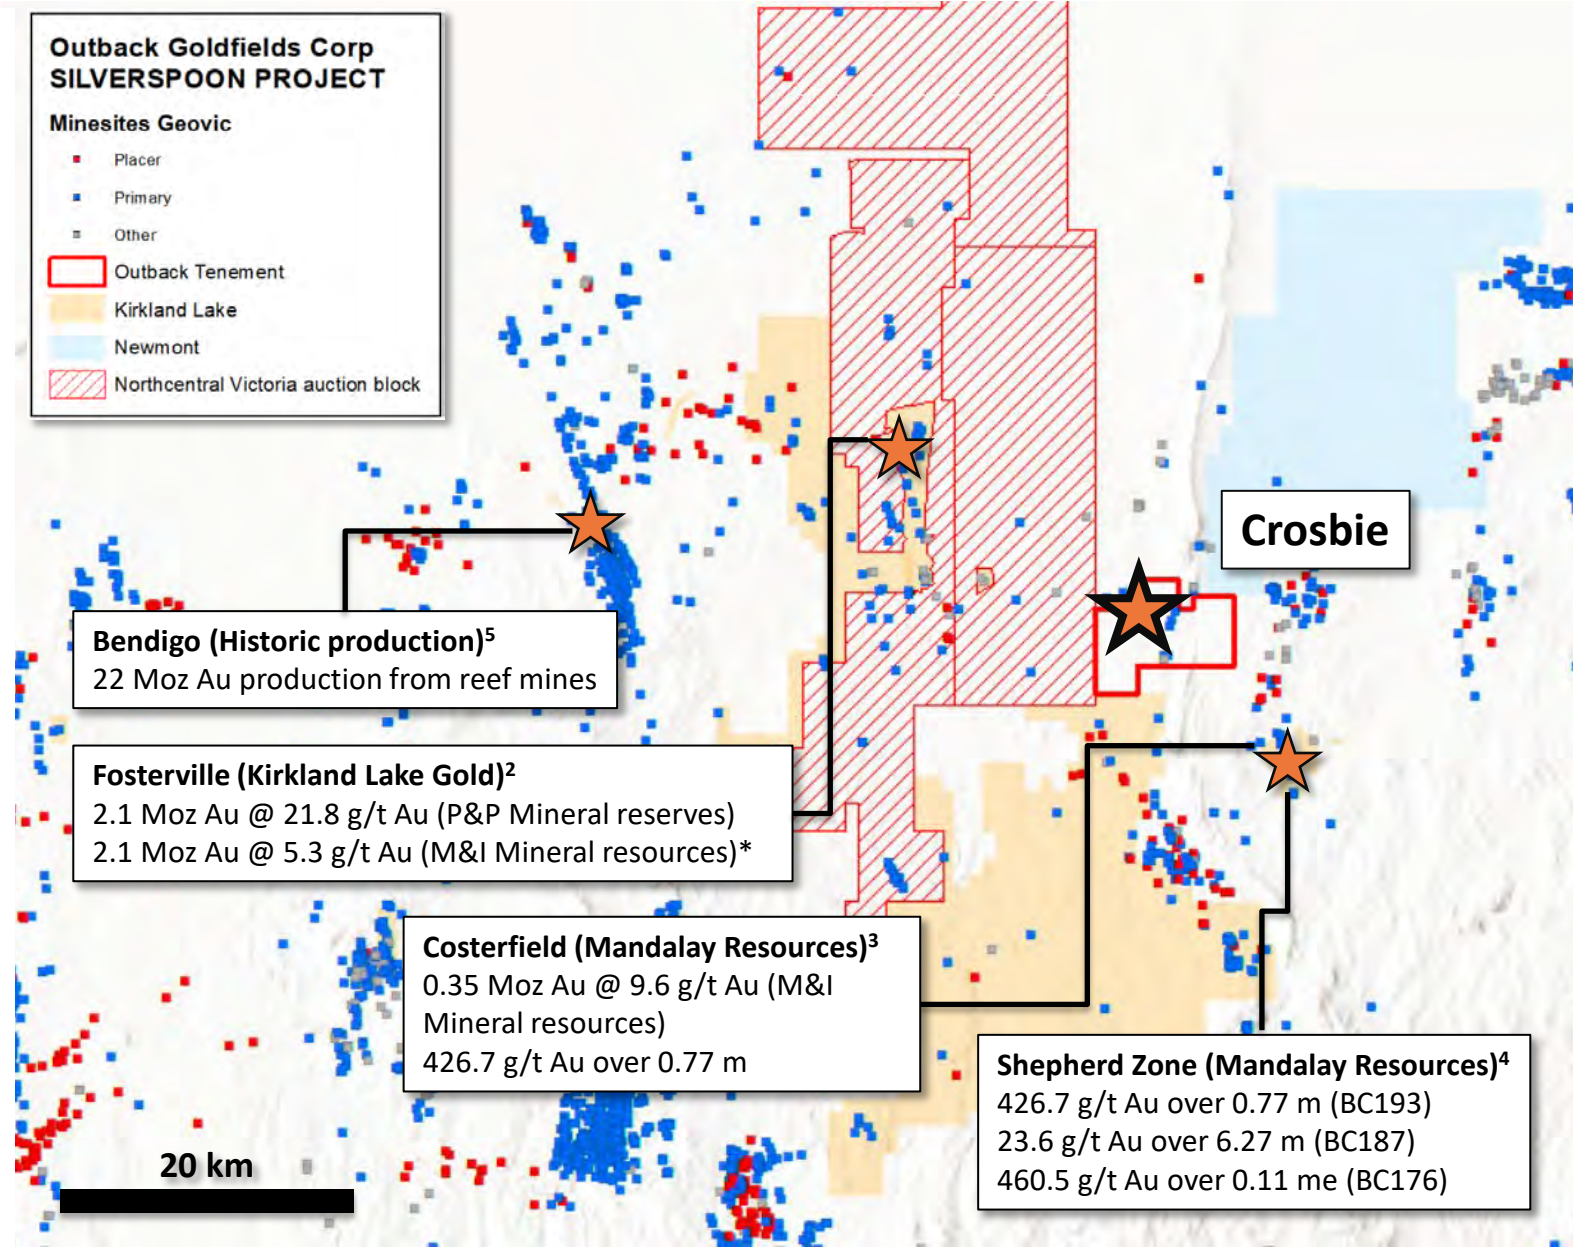 Outback Goldfields Corp
SILVERSPOON PROJECT
Minesites Geovic
Placer
Primary
Other
Outback Tenement
Kirkland Lake
Newmont
Northcentral Victoria auction block
Crosbie
Bendigo (Historic production)5
22 Moz Au production from reef mines
Fosterville (Kirkland Lake Gold)2
2.1 Moz Au @ 21.8 g/t Au (P&P Mineral reserves)
2.1 Moz Au @ 5.3 g/t Au (M&I Mineral resources)*
Costerfield (Mandalay Resources)3
0.35 Moz Au @ 9.6 g/t Au (M&I
Mineral resources)
426.7 g/t Au over 0.77 m
Shepherd Zone (Mandalay Resources)4
426.7 g/t Au over 0.77 m (BC193)
23.6 g/t Au over 6.27 m (BC187)
460.5 g/t Au over 0.11 me (BC176)
20 km